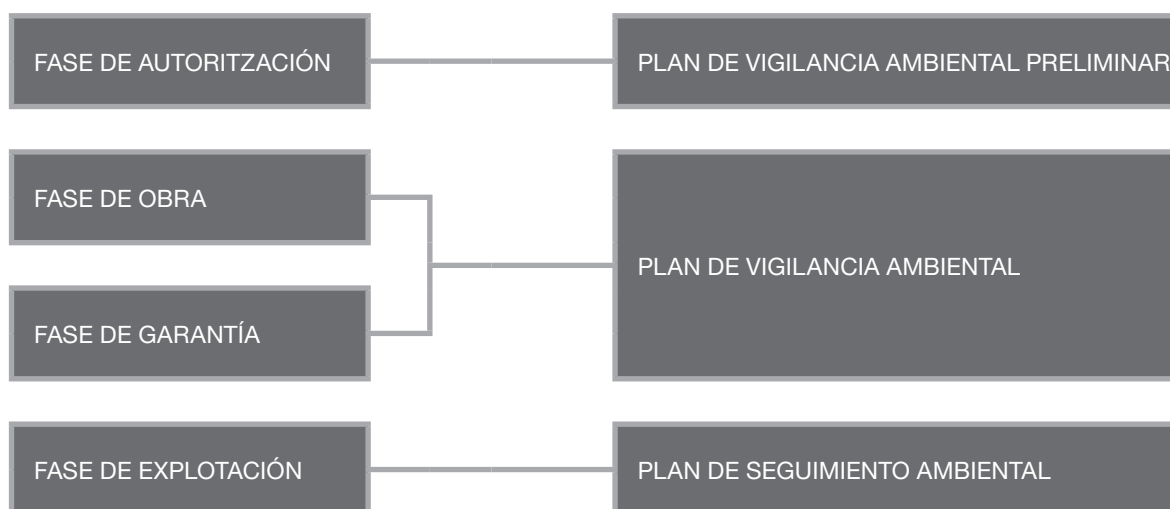 FASE DE AUTORITZACIÓN
PLAN DE VIGILANCIA AMBIENTAL PRELIMINAR
FASE DE OBRA
PLAN DE VIGILANCIA AMBIENTAL
FASE DE GARANTÍA
FASE DE EXPLOTACIÓN
PLAN DE SEGUIMIENTO AMBIENTAL